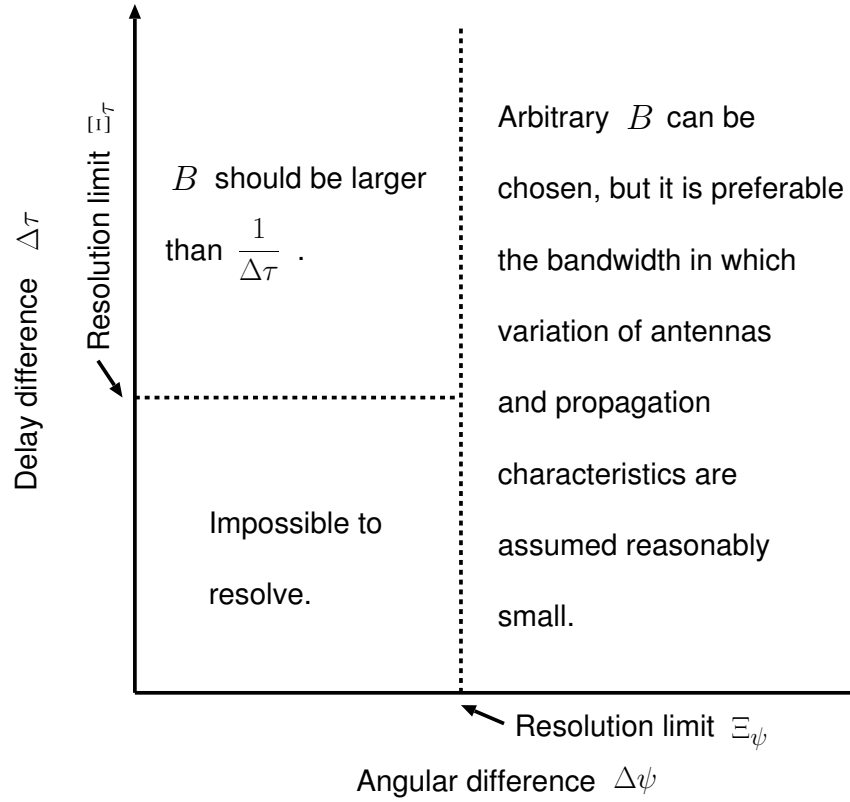 Delay difference Δτ
Resolution limit Ξτ
B should be larger
than 1/Δτ .
Impossible to
resolve.
Arbitrary B can be
chosen, but it is preferable
the bandwidth in which
variation of antennas
and propagation
characteristics are
assumed reasonably
small.
Resolution limit Ξψ
Angular difference Δψ